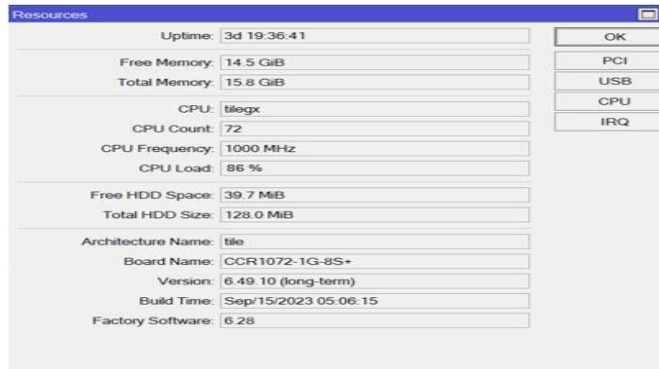 Resources
Uptime: 3d 19:36:41
OK
Free Memory: 14.5 GiB
PCI
Total Memory: 15.8 GiB
USB
CPU: tilegx
CPU
CPU Count: 72
IRQ
CPU Frequency: 1000 MHz
CPU Load: 86 %
Free HDD Space: 39.7 MiB
Total HDD Size: 128.0 MiB
Architecture Name: tile
Board Name: CCR1072-1G-8S+
Version: 6.49.10 (long-term)
Build Time: Sep/15/2023 05:06:15
Factory Software: 6.28